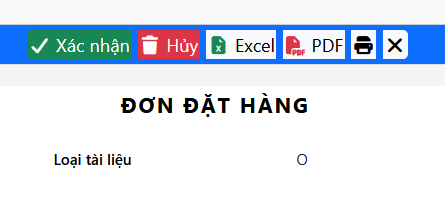 Xác nhận Hủy Excel PDF
ĐƠN ĐẶT HÀNG
Loại tài liệu O